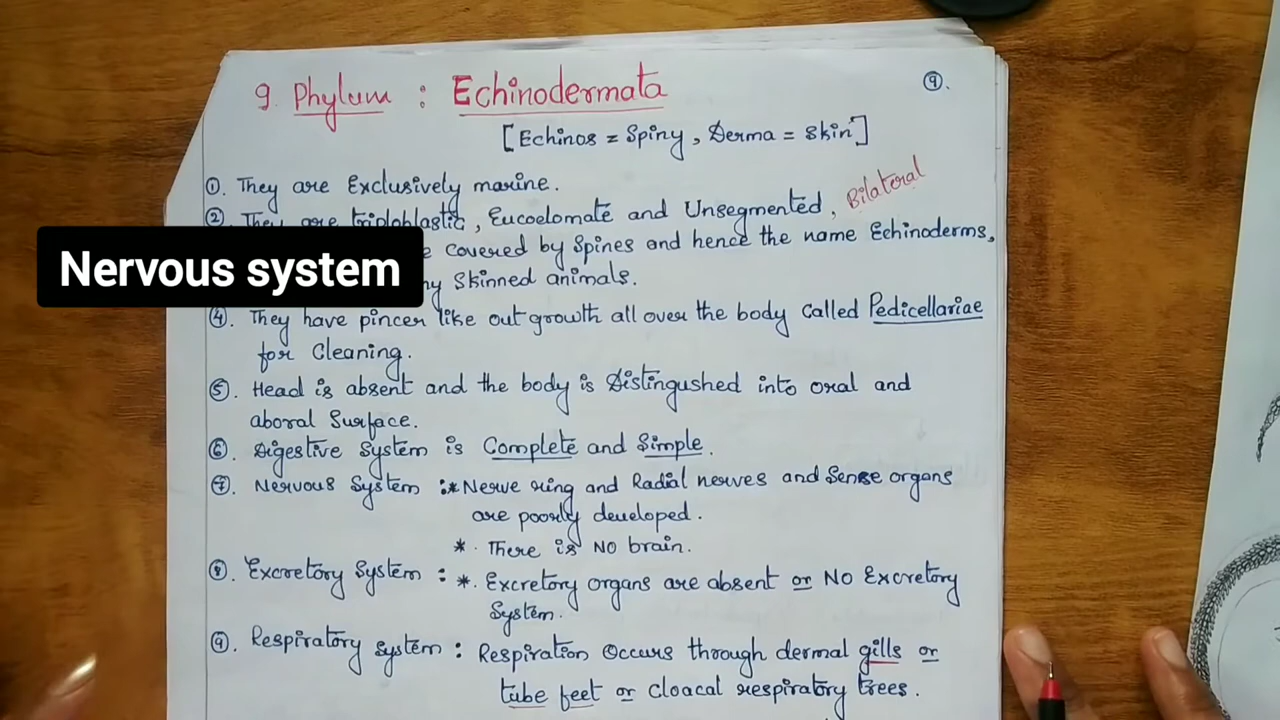 9. Phylum : Echinodermata
9.
[Echinos = Spiny, Derma = Skin]
①. They are Exclusively marine.
②. They are triploblastic, Eucoelomate and Unsegmented, Bilateral
covered by Spines and hence the name Echinoderms,
Skinned animals.
Nervous system
④. They have pincer like out growth all over the body called Pedicellariae
for Cleaning.
⑤. Head is absent and the body is Distingushed into oral and
aboral Surface.
⑥. Digestive System is Complete and Simple.
⑦. Nervous System :* Nerve ring and Radial nerves and Sense organs
are poorly developed.
*. There is NO brain.
⑧. Excretory System : *. Excretory organs are absent or NO Excretory
System.
⑨. Respiratory System : Respiration Occurs through dermal gills or
tube feet or Cloacal respiratory trees.